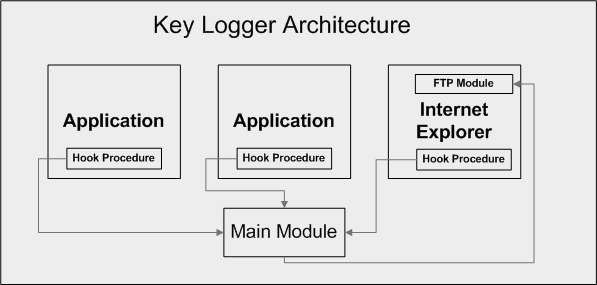 Key Logger Architecture
Application
Hook Procedure
Application
Hook Procedure
FTP Module
Internet
Explorer
Hook Procedure
Main Module